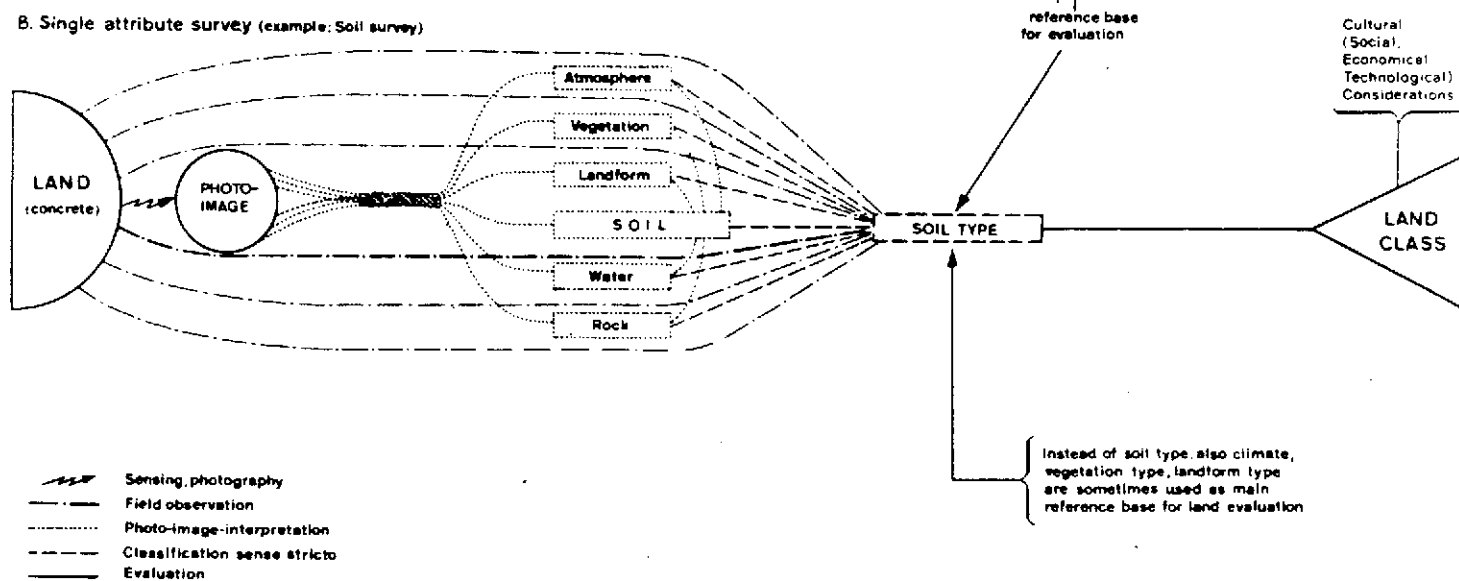 B. Single attribute survey (example: Soil survey)
reference base
for evaluation
Cultural
(Social,
Economical
Technological)
Considerations
Atmosphere
Vegetation
Landform
SOIL
Water
Rock
LAND
(concrete)
PHOTO-
IMAGE
SOIL TYPE
LAND
CLASS
Instead of soil type, also climate,
vegetation type, landform type
are sometimes used as main
reference base for land evaluation
Sensing, photography
Field observation
Photo-image-interpretation
Classification sense stricto
Evaluation